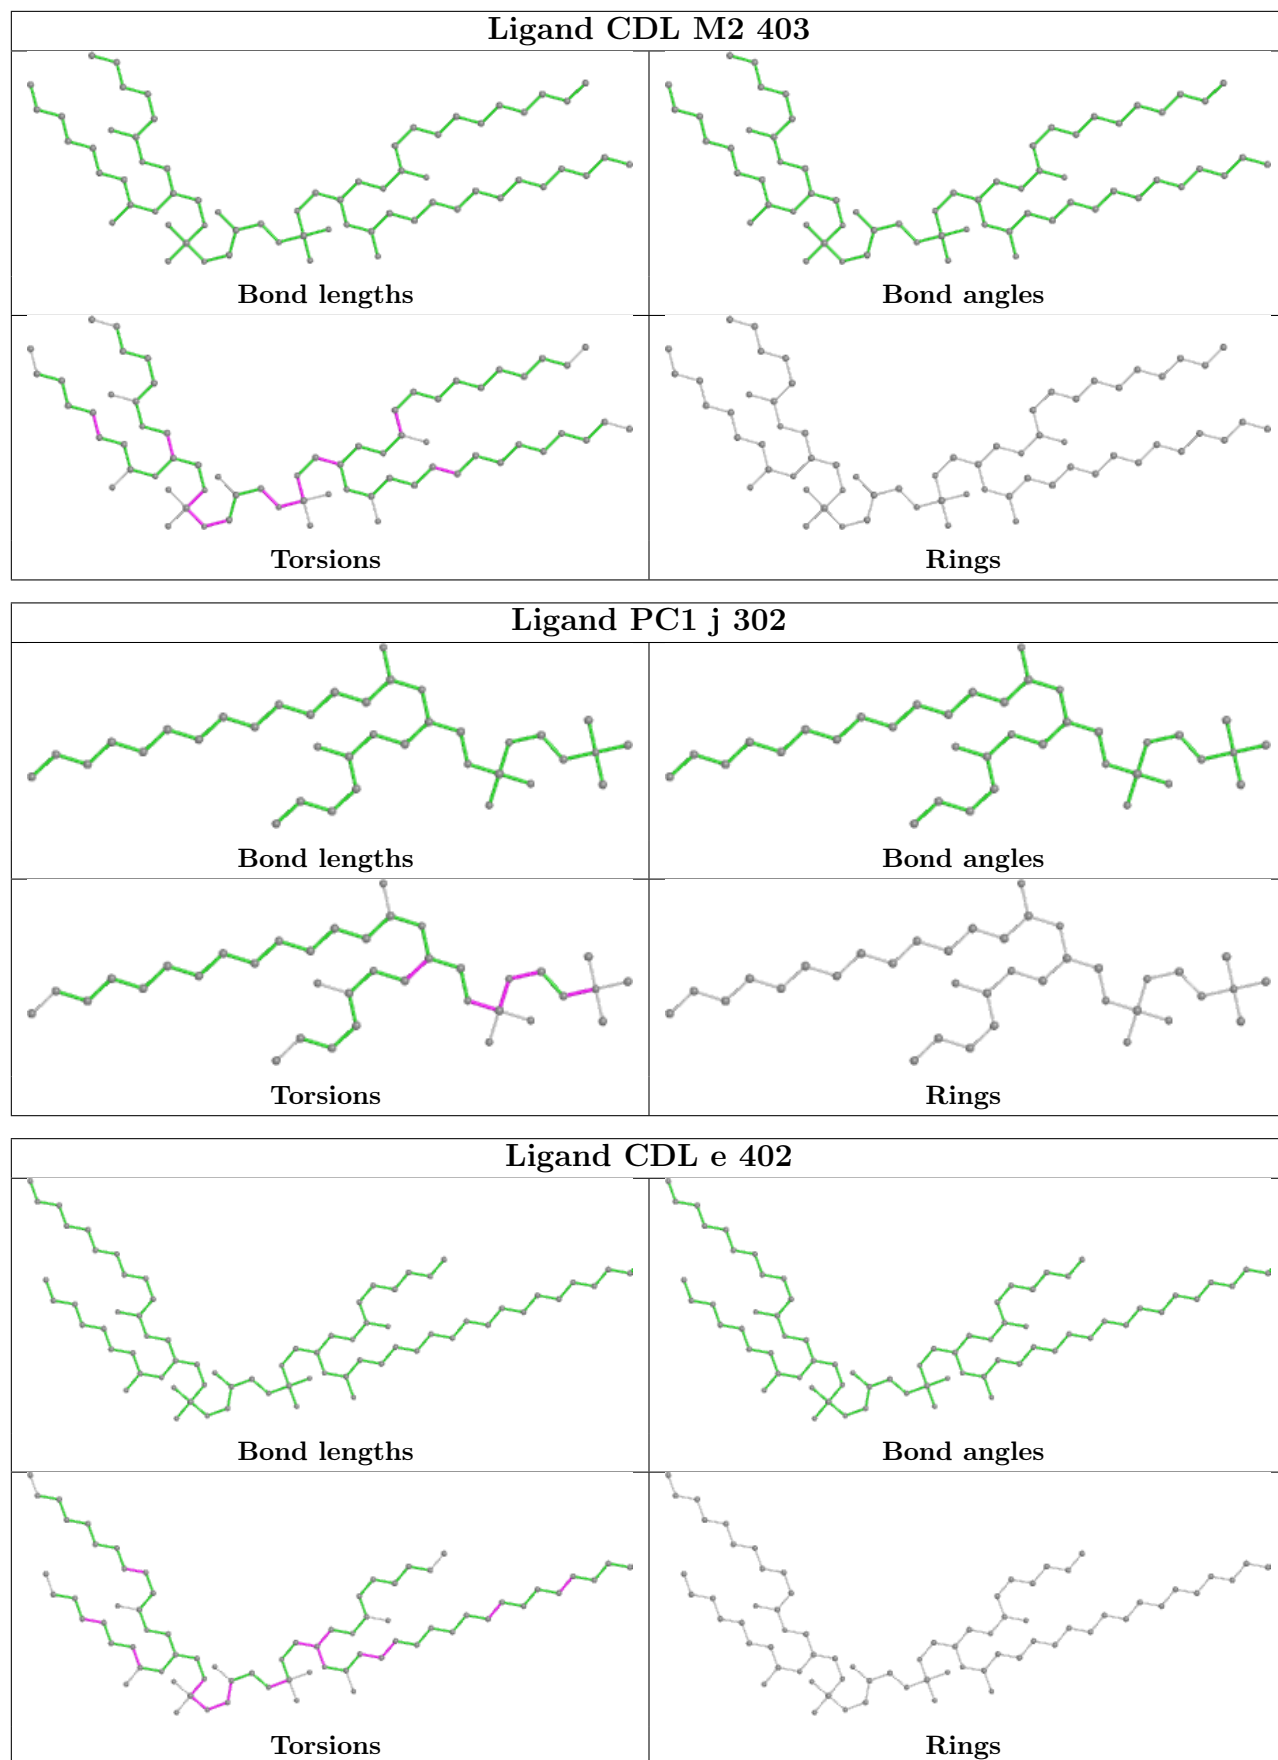 Ligand CDL M2 403
Bond lengths
Bond angles
Torsions
Rings
Ligand PC1 j 302
Bond lengths
Bond angles
Torsions
Rings
Ligand CDL e 402
Bond lengths
Bond angles
Torsions
Rings